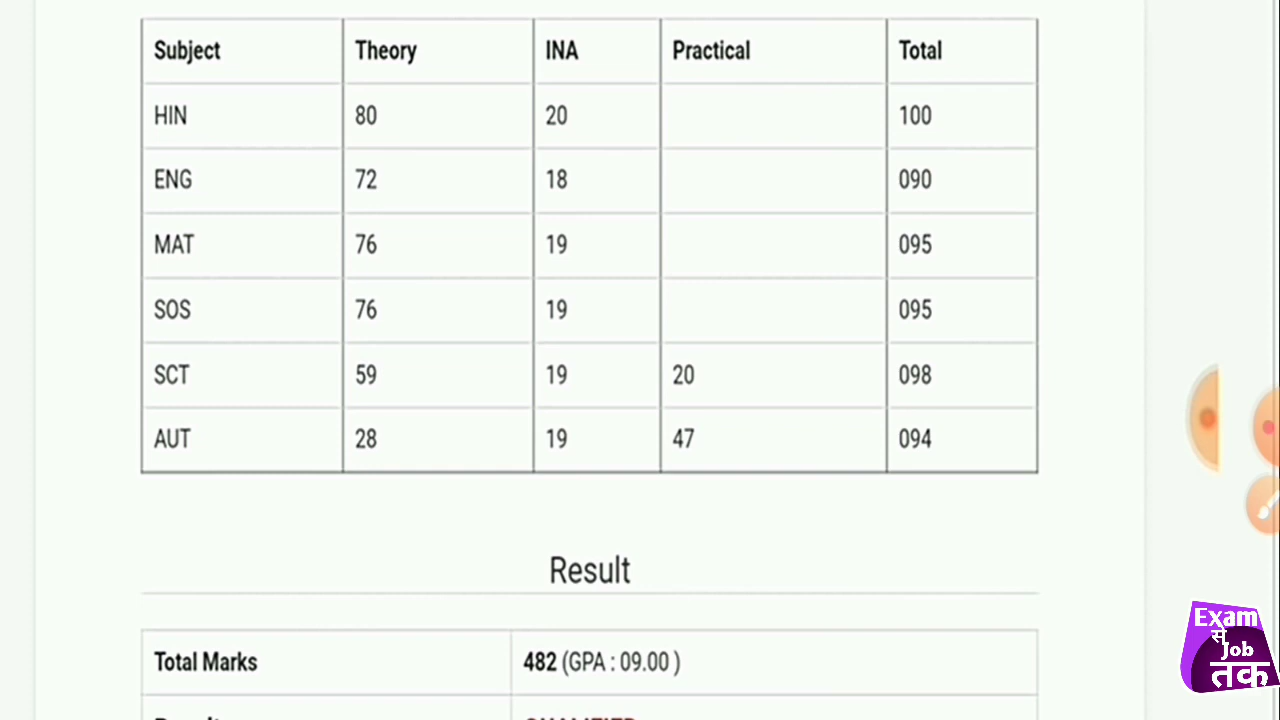 Subject Theory INA Practical Total
HIN 80 20 100
ENG 72 18 090
MAT 76 19 095
SOS 76 19 095
SCT 59 19 20 098
AUT 28 19 47 094
Result
Total Marks 482 (GPA : 09.00 )
Exam
से
Job
तक